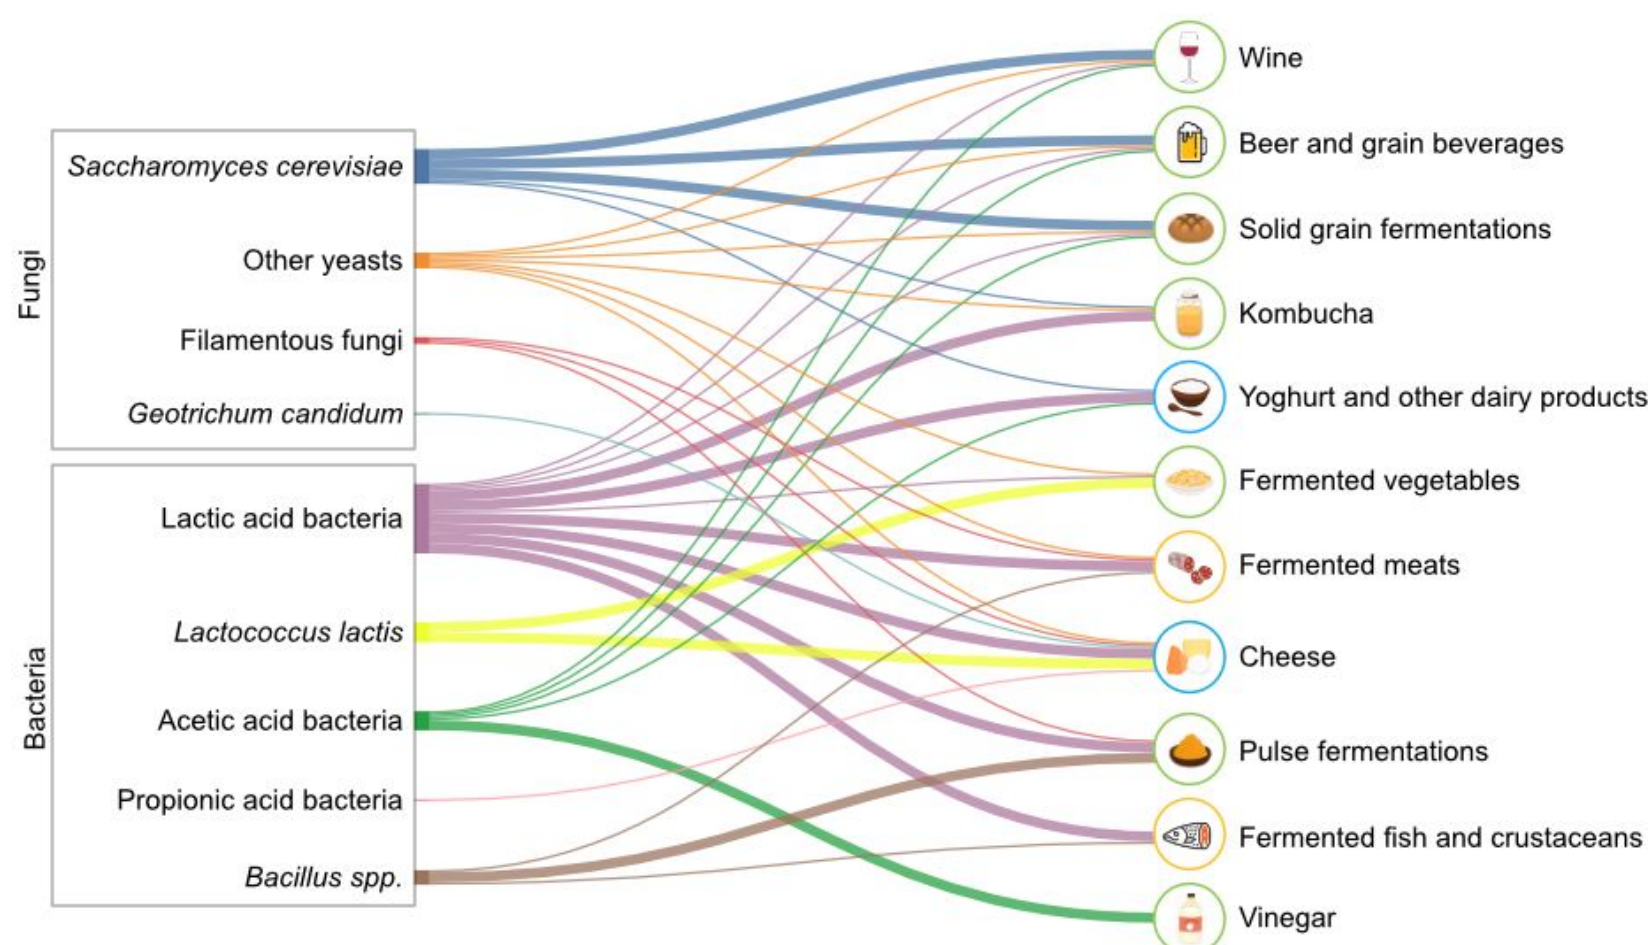 Fungi
Saccharomyces cerevisiae
Other yeasts
Filamentous fungi
Geotrichum candidum
Bacteria
Lactic acid bacteria
Lactococcus lactis
Acetic acid bacteria
Propionic acid bacteria
Bacillus spp.
Wine
Beer and grain beverages
Solid grain fermentations
Kombucha
Yoghurt and other dairy products
Fermented vegetables
Fermented meats
Cheese
Pulse fermentations
Fermented fish and crustaceans
Vinegar